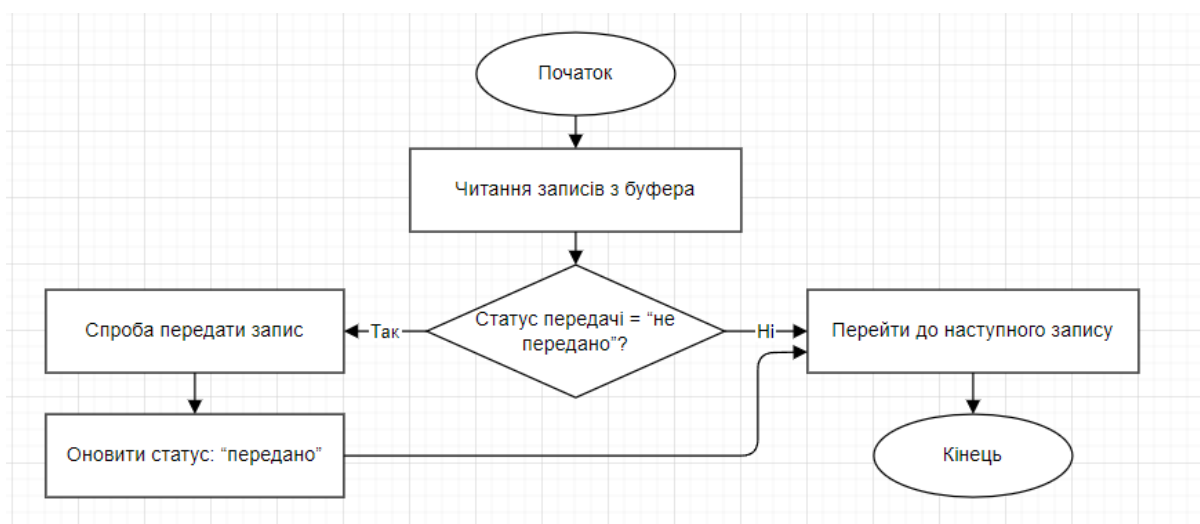 Початок
Читання записів з буфера
Статус передачі = “не
передано”?
Так
Ні
Спроба передати запис
Перейти до наступного запису
Оновити статус: “передано”
Кінець